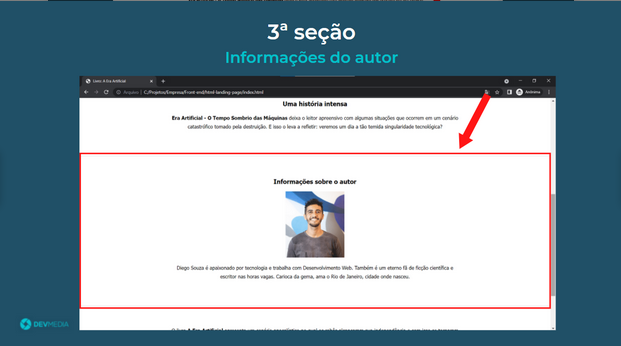 3ª seção
Informações do autor
Livro: A Era Artificial
Arquivo
C:/Projetos/Empresa/Front-end/html-landing-page/index.html
Anônima
Uma história intensa
Era Artificial - O Tempo Sombrio das Máquinas deixa o leitor apreensivo com algumas situações que ocorrem em um cenário
catastrófico tomado pela destruição. E isso o leva a refletir: veremos um dia a tão temida singularidade tecnológica?
Informações sobre o autor
Diego Souza é apaixonado por tecnologia e trabalha com Desenvolvimento Web. Também é um eterno fã de ficção científica e
escritor nas horas vagas. Carioca da gema, ama o Rio de Janeiro, cidade onde nasceu.
DEVMEDIA